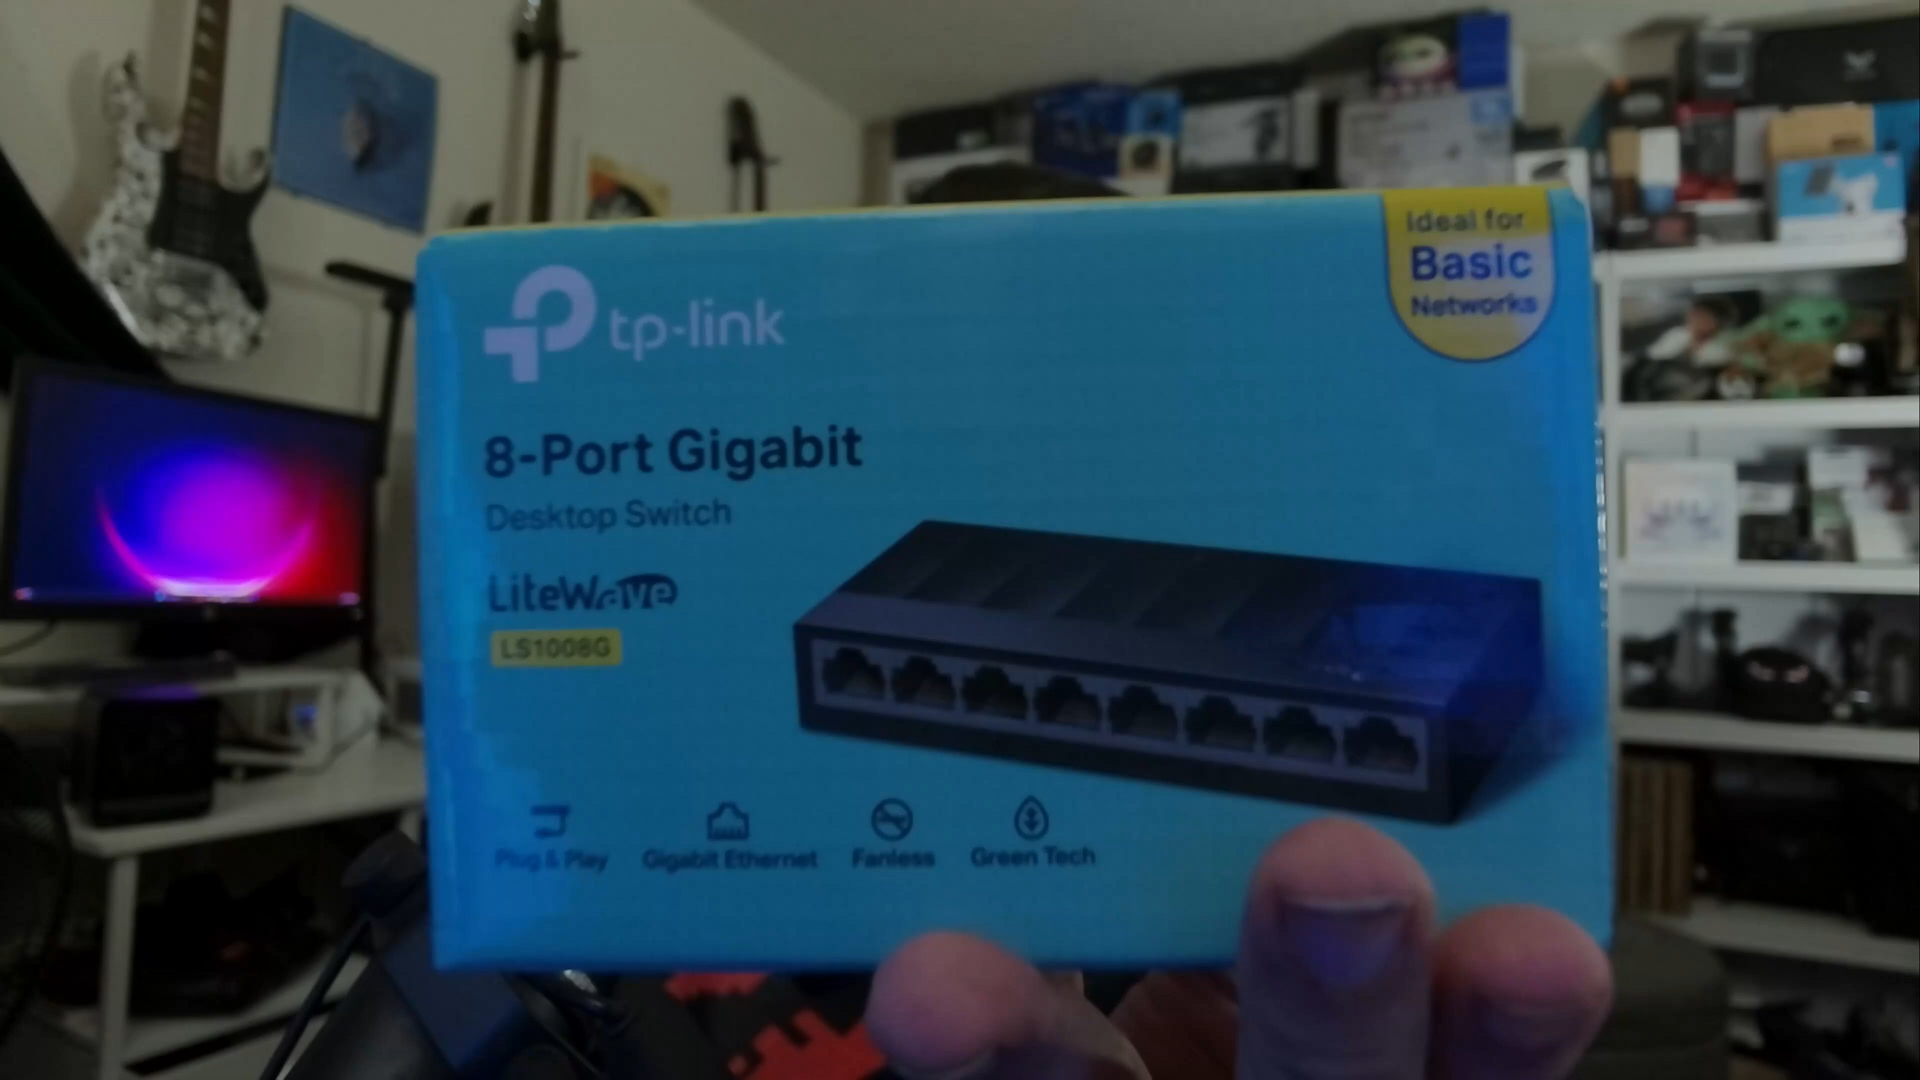 Ideal for
Basic
Networks
tp-link
8-Port Gigabit
Desktop Switch
LiteWave
LS1008G
Plug & Play
Gigabit Ethernet
Fanless
Green Tech